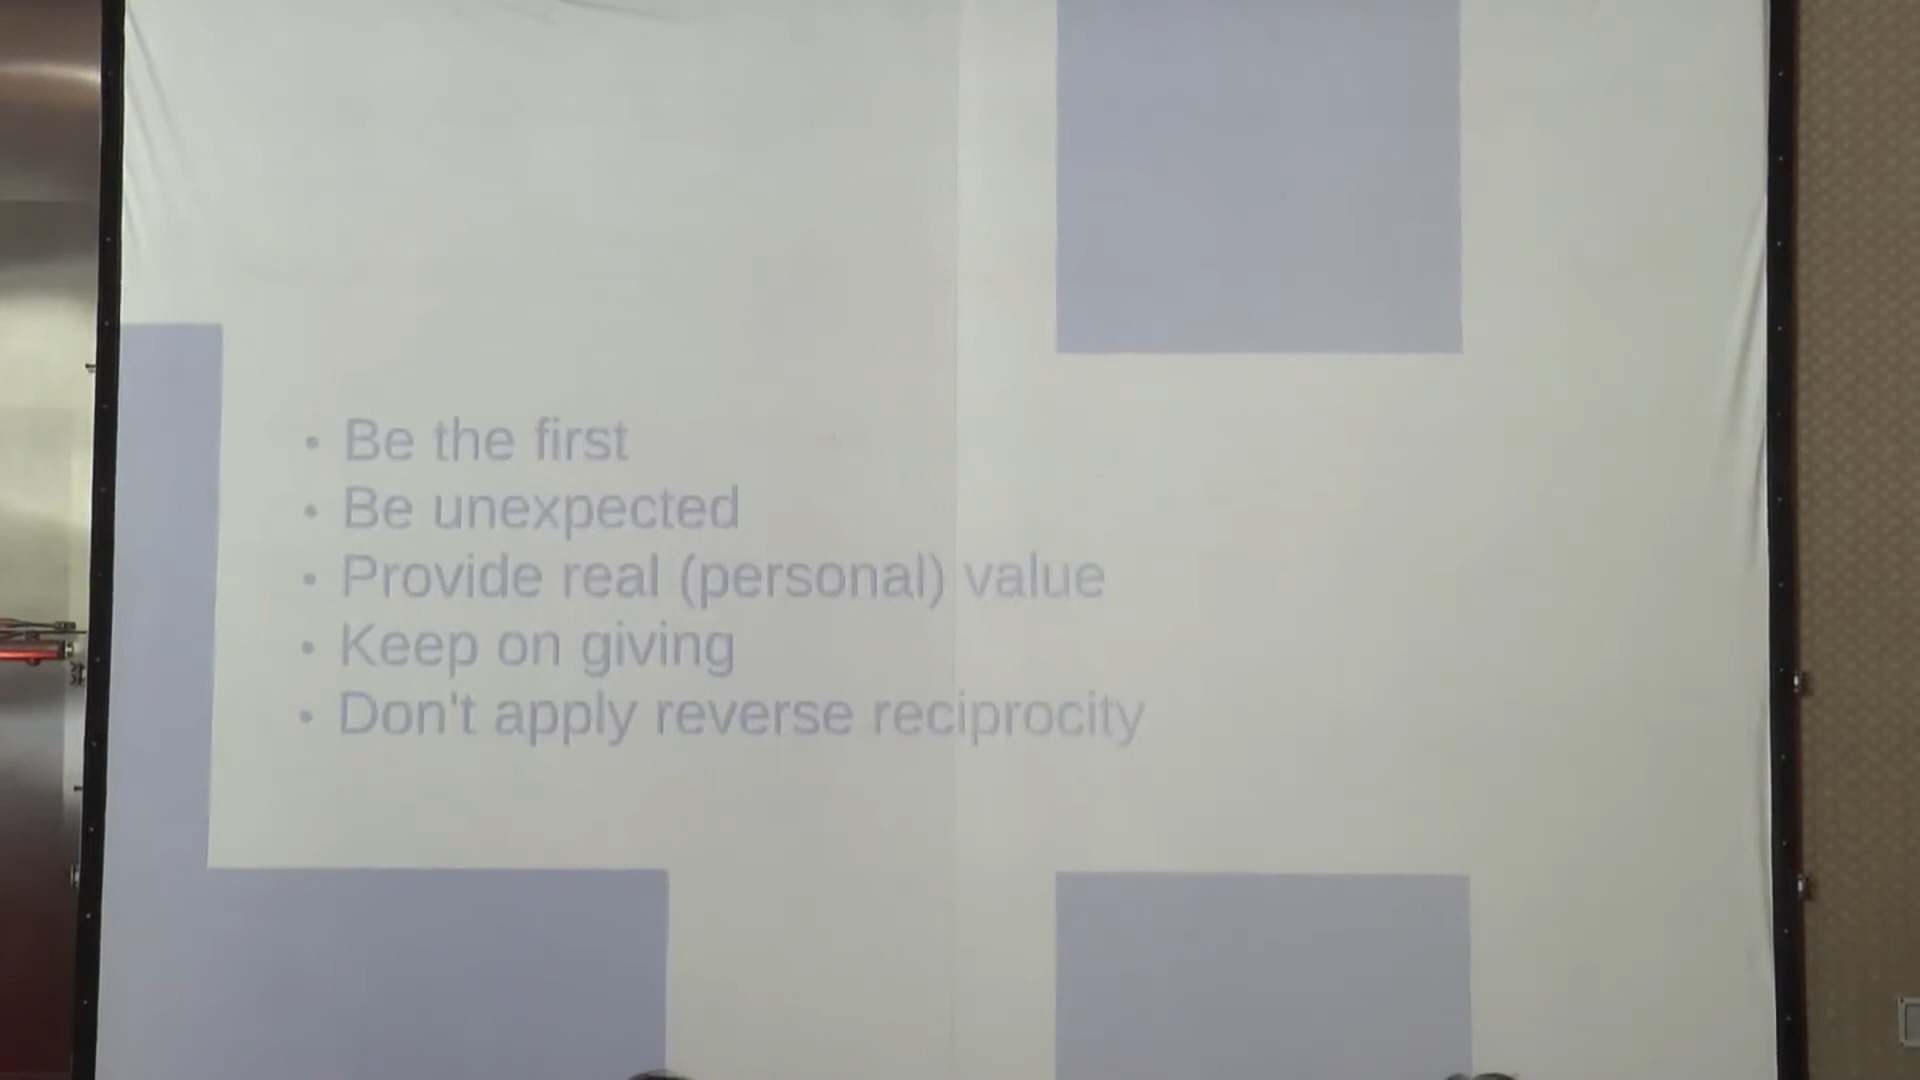 • Be the first
• Be unexpected
• Provide real (personal) value
• Keep on giving
• Don't apply reverse reciprocity